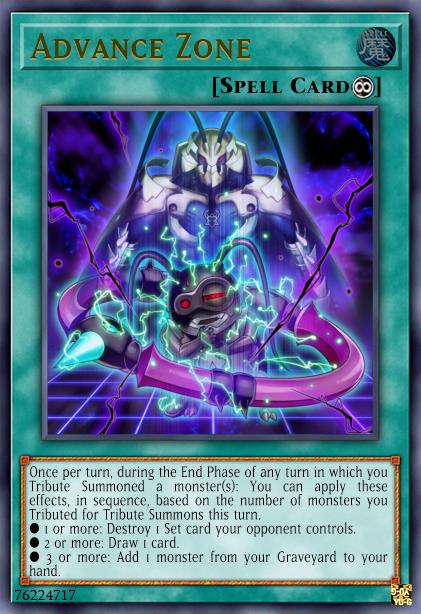 ADVANCE ZONE
魔
[SPELL CARD]
Once per turn, during the End Phase of any turn in which you
Tribute Summoned a monster(s): You can apply these
effects, in sequence, based on the number of monsters you
Tributed for Tribute Summons this turn.
● 1 or more: Destroy 1 Set card your opponent controls.
● 2 or more: Draw 1 card.
● 3 or more: Add 1 monster from your Graveyard to your
hand.
76224717